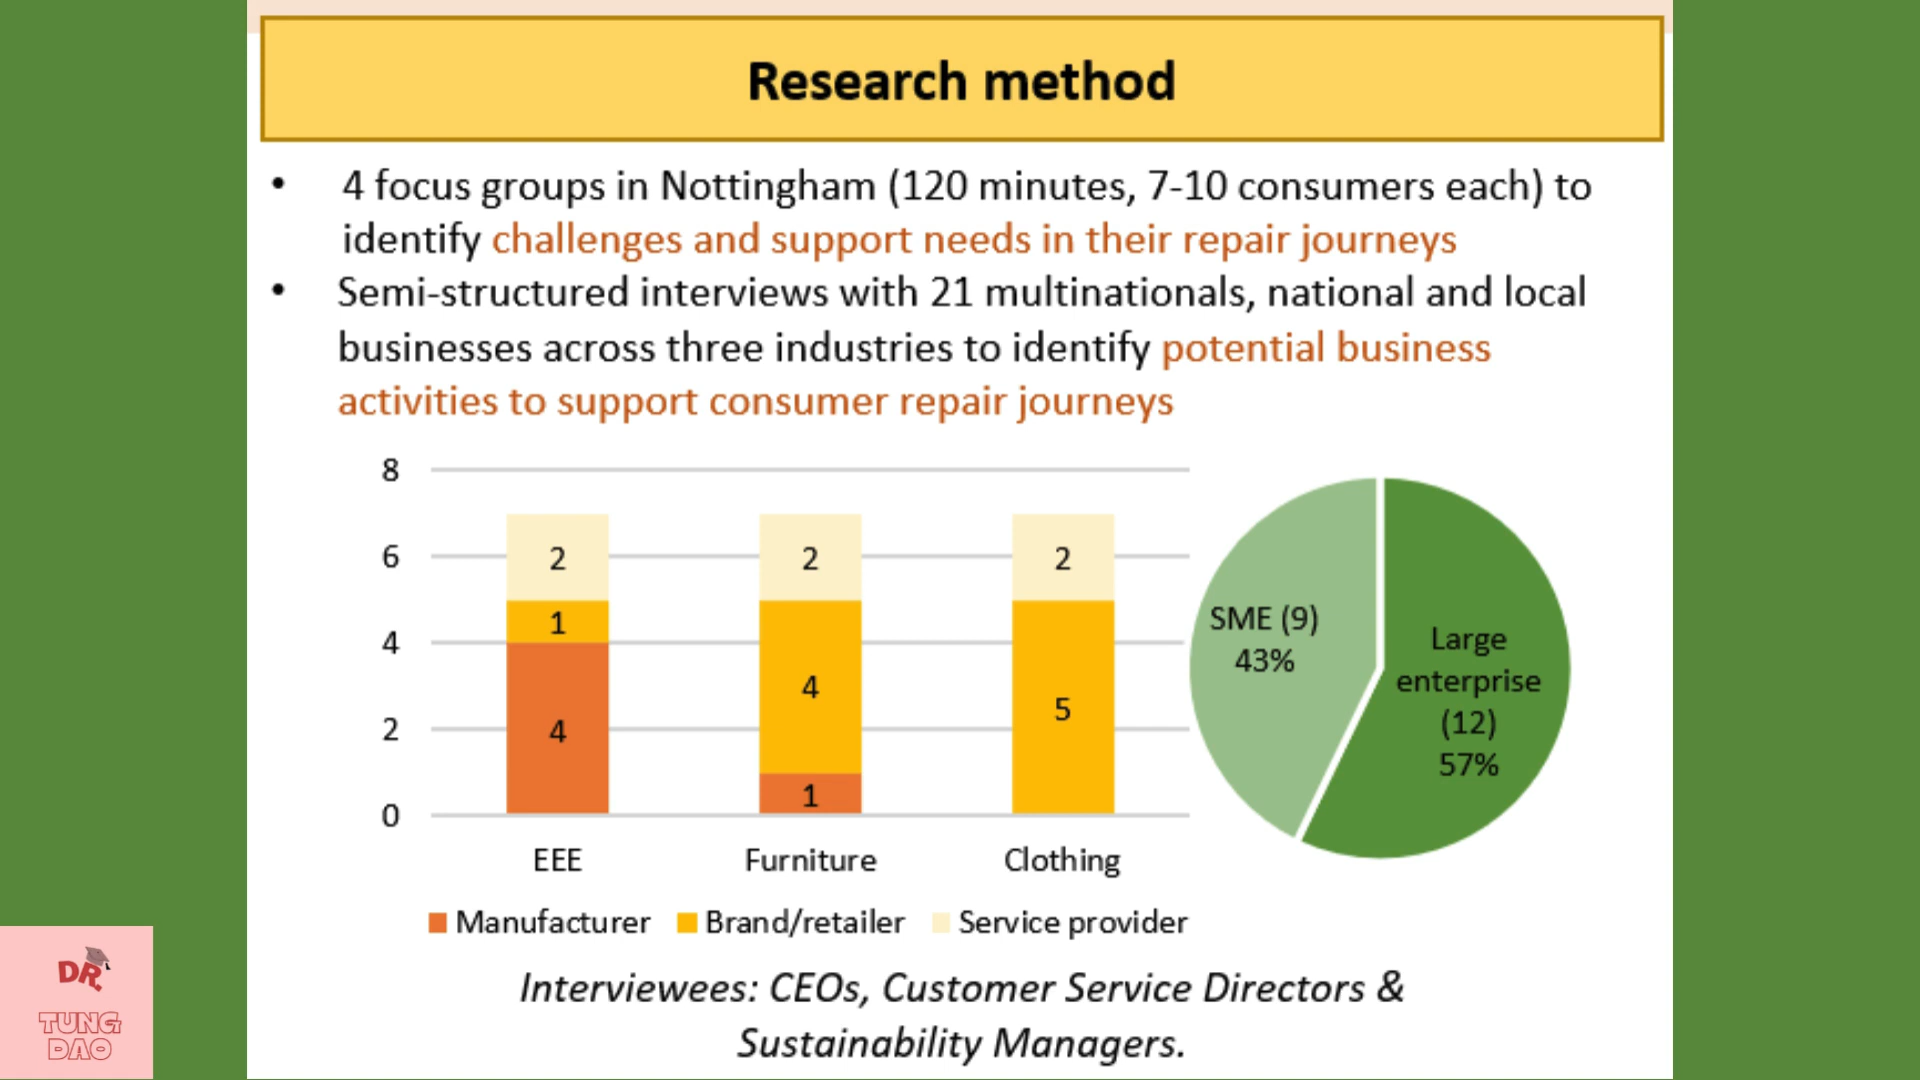 Research method
• 4 focus groups in Nottingham (120 minutes, 7-10 consumers each) to
identify challenges and support needs in their repair journeys
• Semi-structured interviews with 21 multinationals, national and local
businesses across three industries to identify potential business
activities to support consumer repair journeys
8
6
4
2
0
2
1
4
2
4
1
2
5
EEE
Furniture
Clothing
Manufacturer
Brand/retailer
Service provider
SME (9)
43%
Large
enterprise
(12)
57%
Interviewees: CEOs, Customer Service Directors &
Sustainability Managers.
DR.
TUNG
DAO